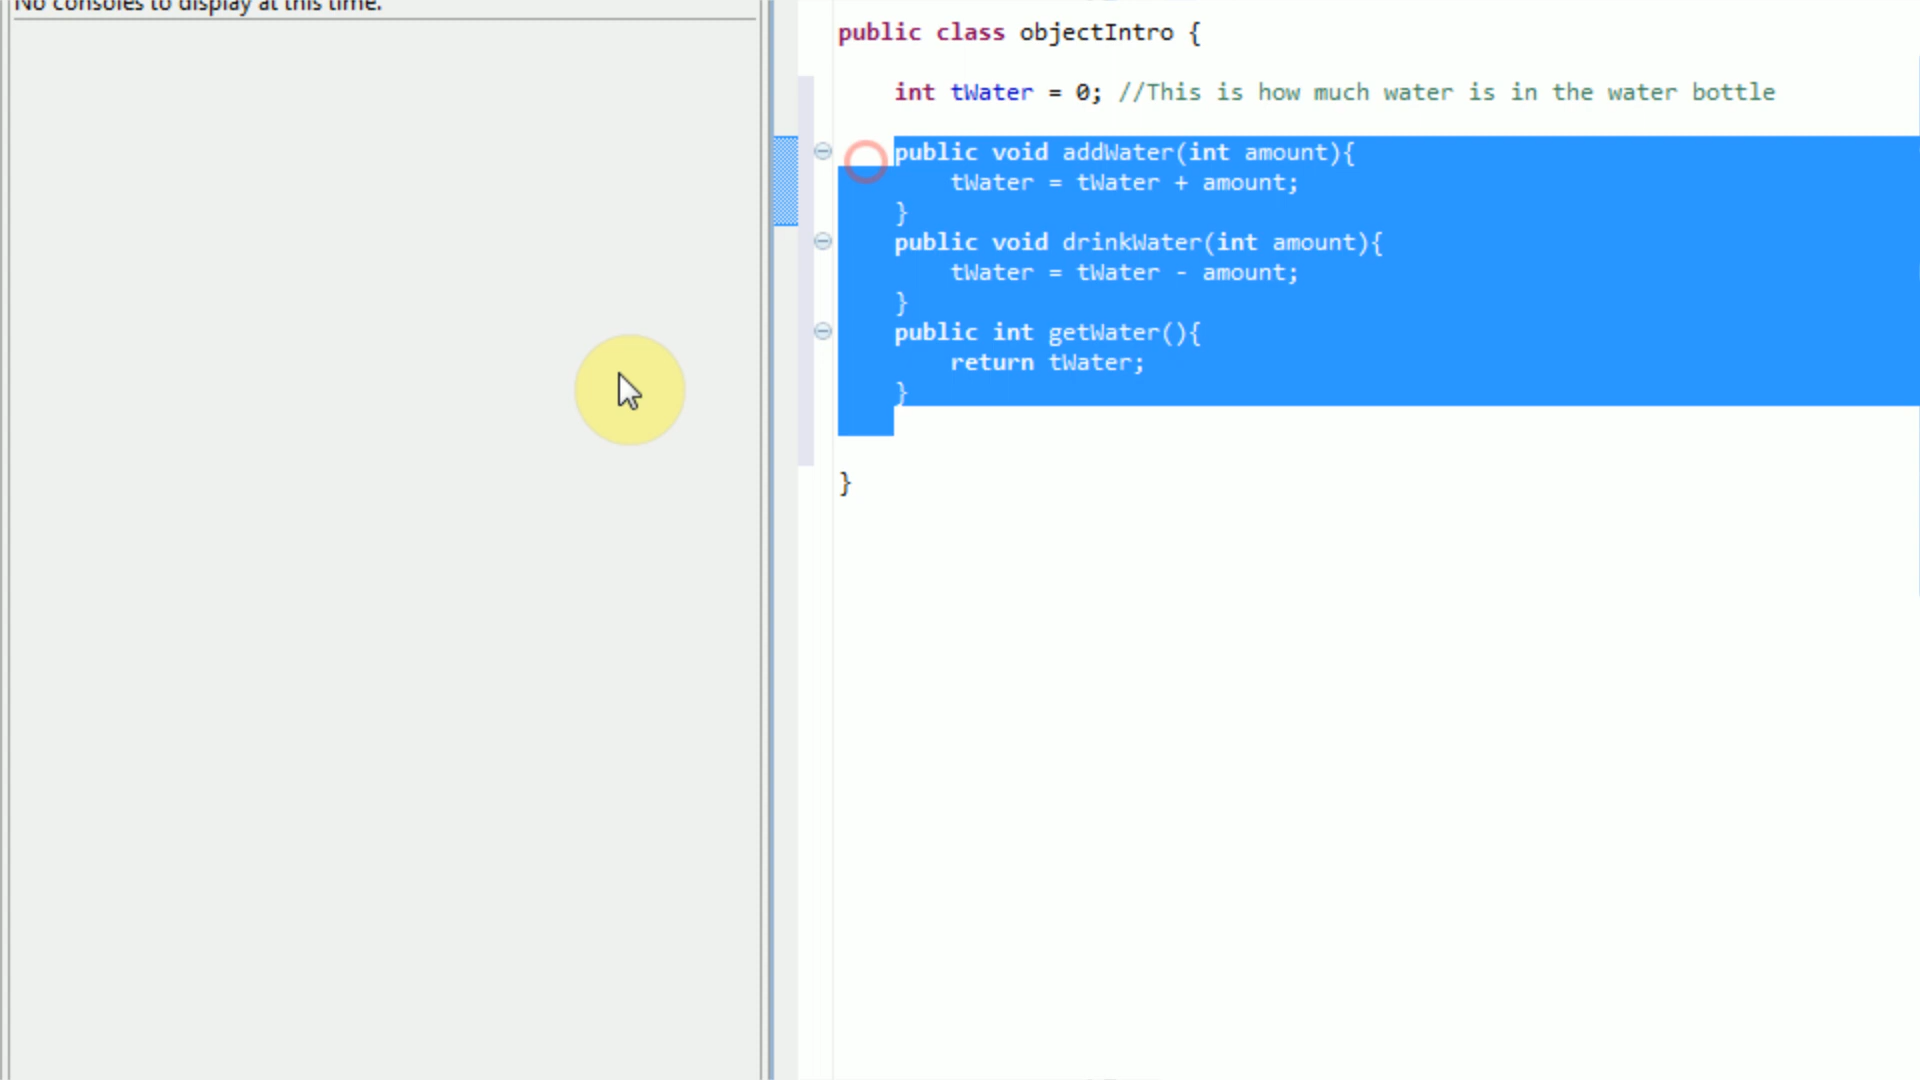 No consoles to display at this time.
public class objectIntro {
int tWater = 0; //This is how much water is in the water bottle
public void addWater(int amount){
tWater = tWater + amount;
}
public void drinkWater(int amount){
tWater = tWater - amount;
}
public int getWater(){
return tWater;
}
}